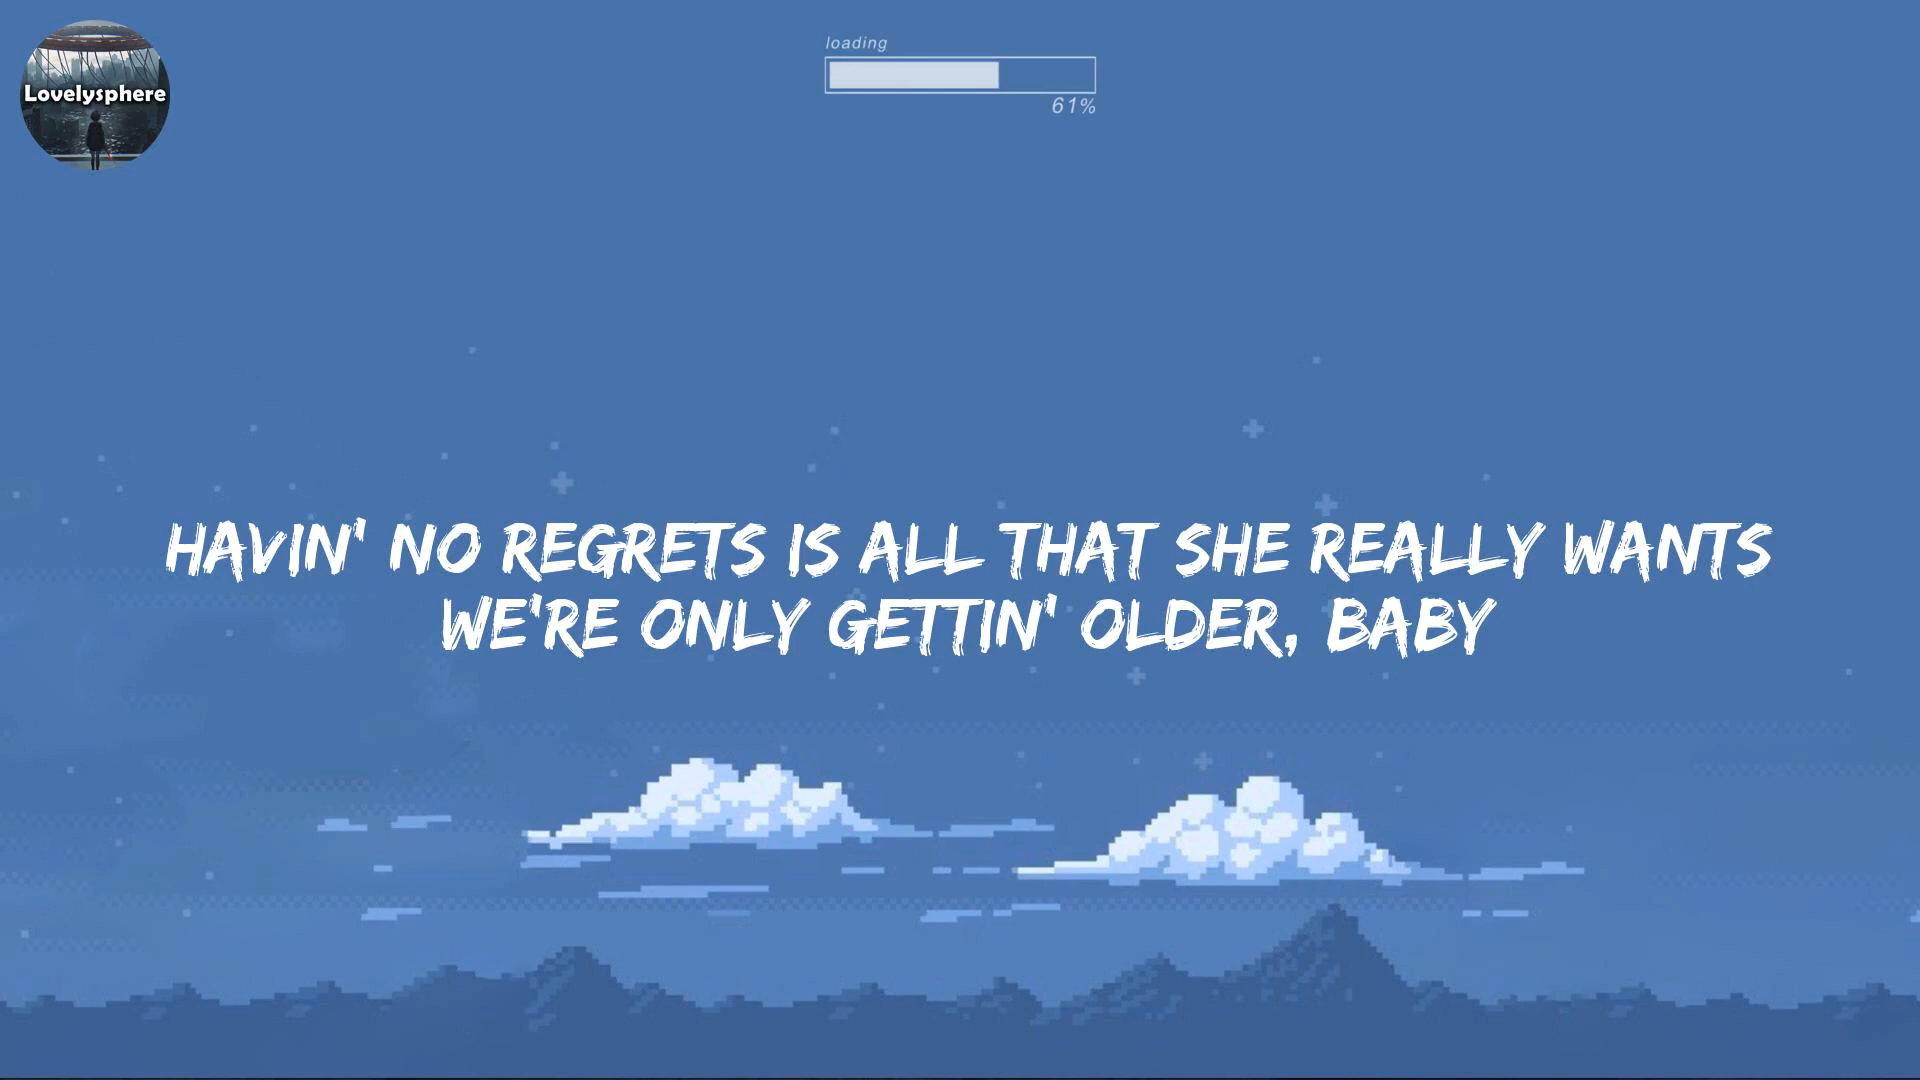 Lovelysphere
loading
61%
HAVIN' NO REGRETS IS ALL THAT SHE REALLY WANTS
WE'RE ONLY GETTIN' OLDER, BABY